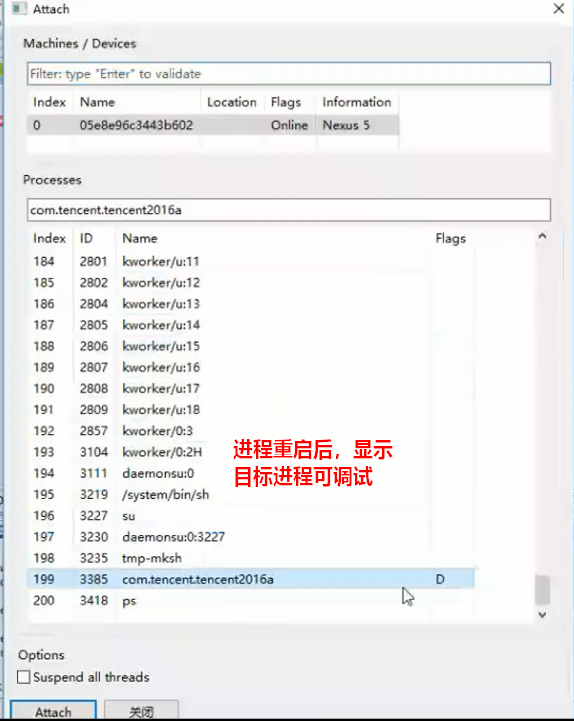 Attach
Machines / Devices
Filter: type "Enter" to validate
Index Name Location Flags Information
0 05e8e96c3443b602 Online Nexus 5
Processes
com.tencent.tencent2016a
Index ID Name Flags
184 2801 kworker/u:11
185 2802 kworker/u:12
186 2804 kworker/u:13
187 2805 kworker/u:14
188 2806 kworker/u:15
189 2807 kworker/u:16
190 2808 kworker/u:17
191 2809 kworker/u:18
192 2857 kworker/0:3
193 3104 kworker/0:2H
194 3111 daemonsu:0
195 3219 /system/bin/sh
196 3227 su
197 3230 daemonsu:0:3227
198 3235 tmp-mksh
199 3385 com.tencent.tencent2016a D
200 3418 ps
进程重启后，显示
目标进程可调试
Options
Suspend all threads
Attach 关闭